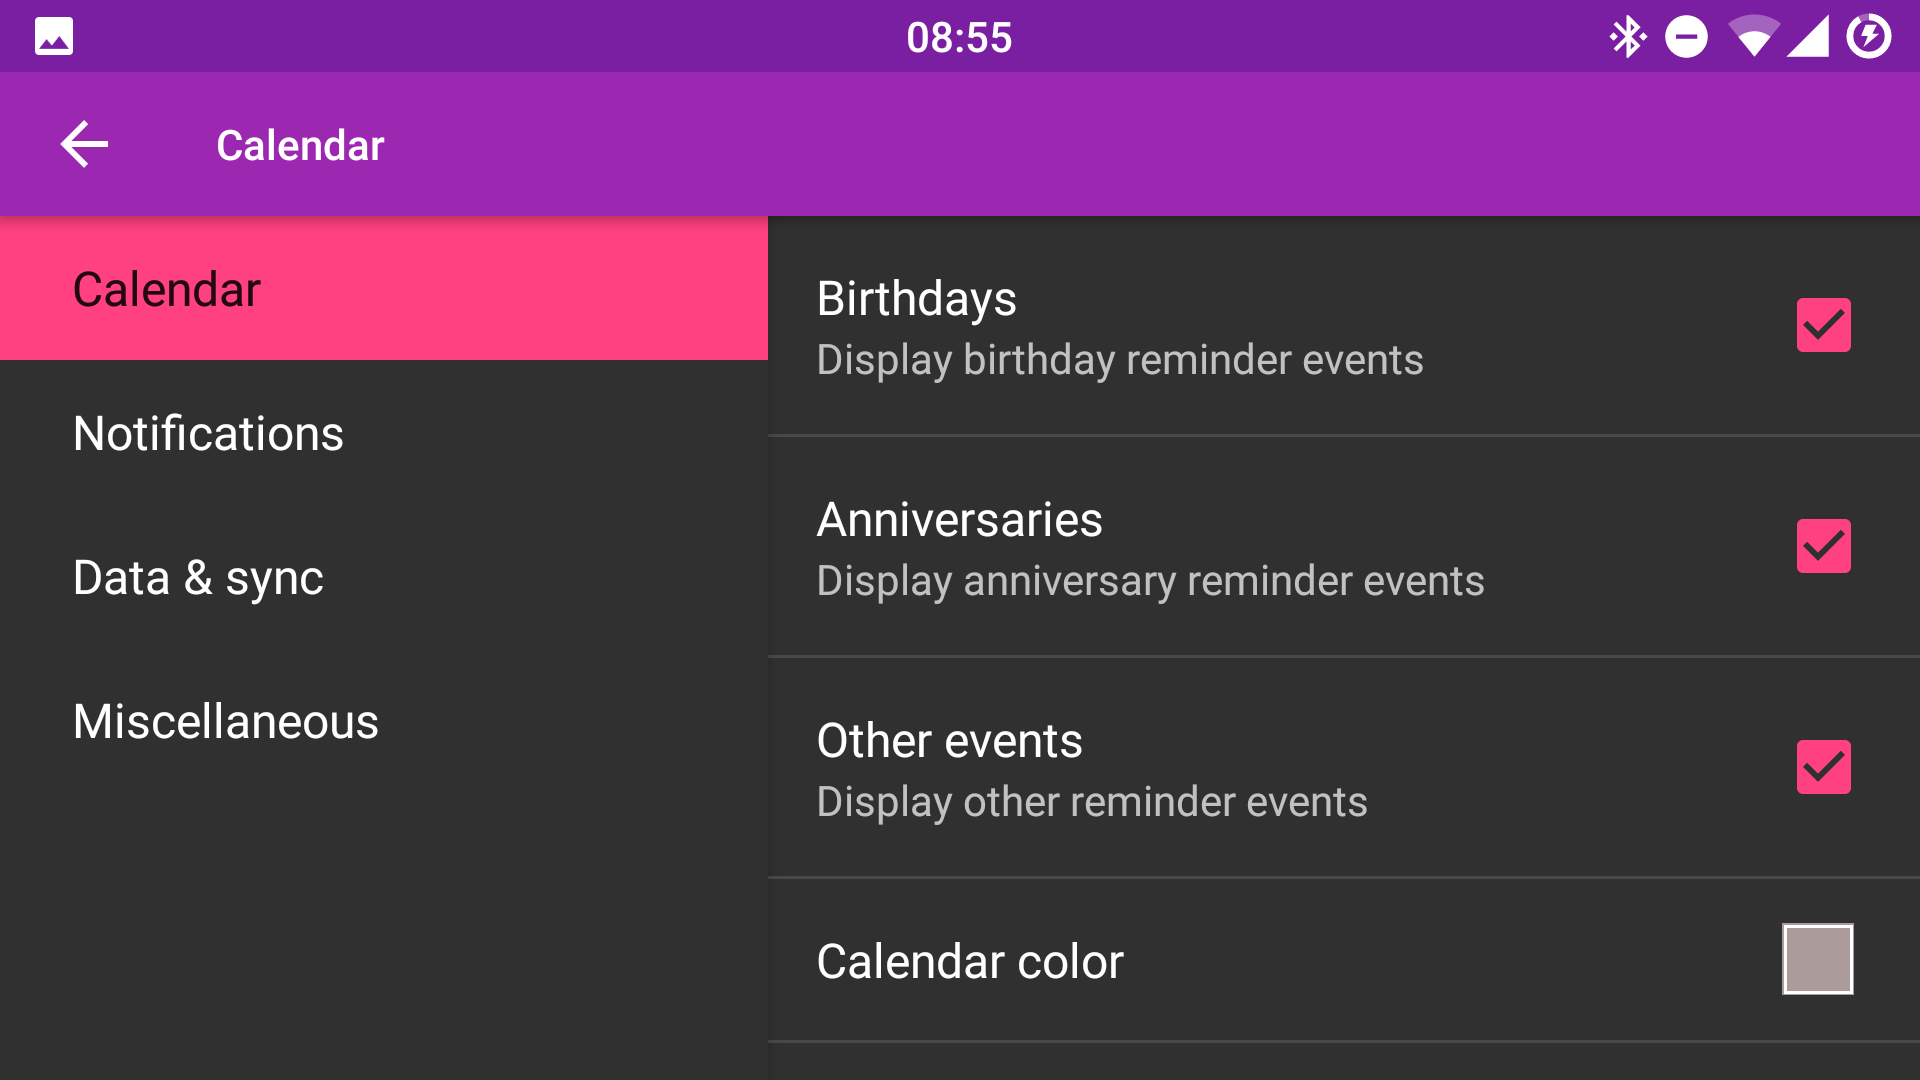 08:55
Calendar
Calendar
Notifications
Data & sync
Miscellaneous
Birthdays
Display birthday reminder events
Anniversaries
Display anniversary reminder events
Other events
Display other reminder events
Calendar color